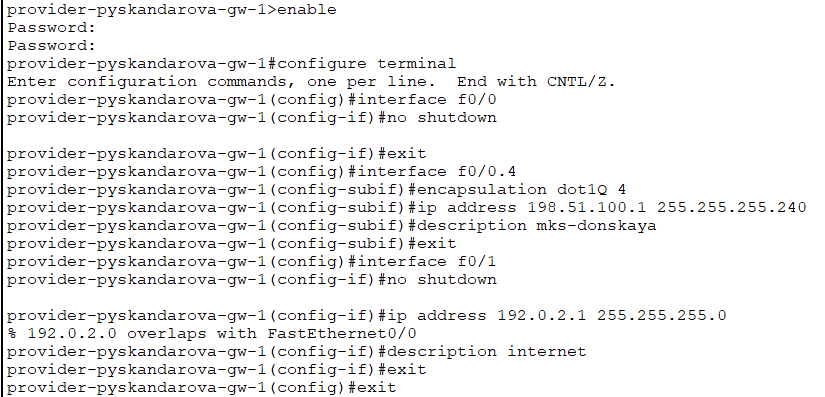 provider-pyskandarova-gw-1>enable
Password:
Password:
provider-pyskandarova-gw-1#configure terminal
Enter configuration commands, one per line.  End with CNTL/Z.
provider-pyskandarova-gw-1(config)#interface f0/0
provider-pyskandarova-gw-1(config-if)#no shutdown

provider-pyskandarova-gw-1(config-if)#exit
provider-pyskandarova-gw-1(config)#interface f0/0.4
provider-pyskandarova-gw-1(config-subif)#encapsulation dot1Q 4
provider-pyskandarova-gw-1(config-subif)#ip address 198.51.100.1 255.255.255.240
provider-pyskandarova-gw-1(config-subif)#description mks-donskaya
provider-pyskandarova-gw-1(config-subif)#exit
provider-pyskandarova-gw-1(config)#interface f0/1
provider-pyskandarova-gw-1(config-if)#no shutdown

provider-pyskandarova-gw-1(config-if)#ip address 192.0.2.1 255.255.255.0
% 192.0.2.0 overlaps with FastEthernet0/0
provider-pyskandarova-gw-1(config-if)#description internet
provider-pyskandarova-gw-1(config-if)#exit
provider-pyskandarova-gw-1(config)#exit